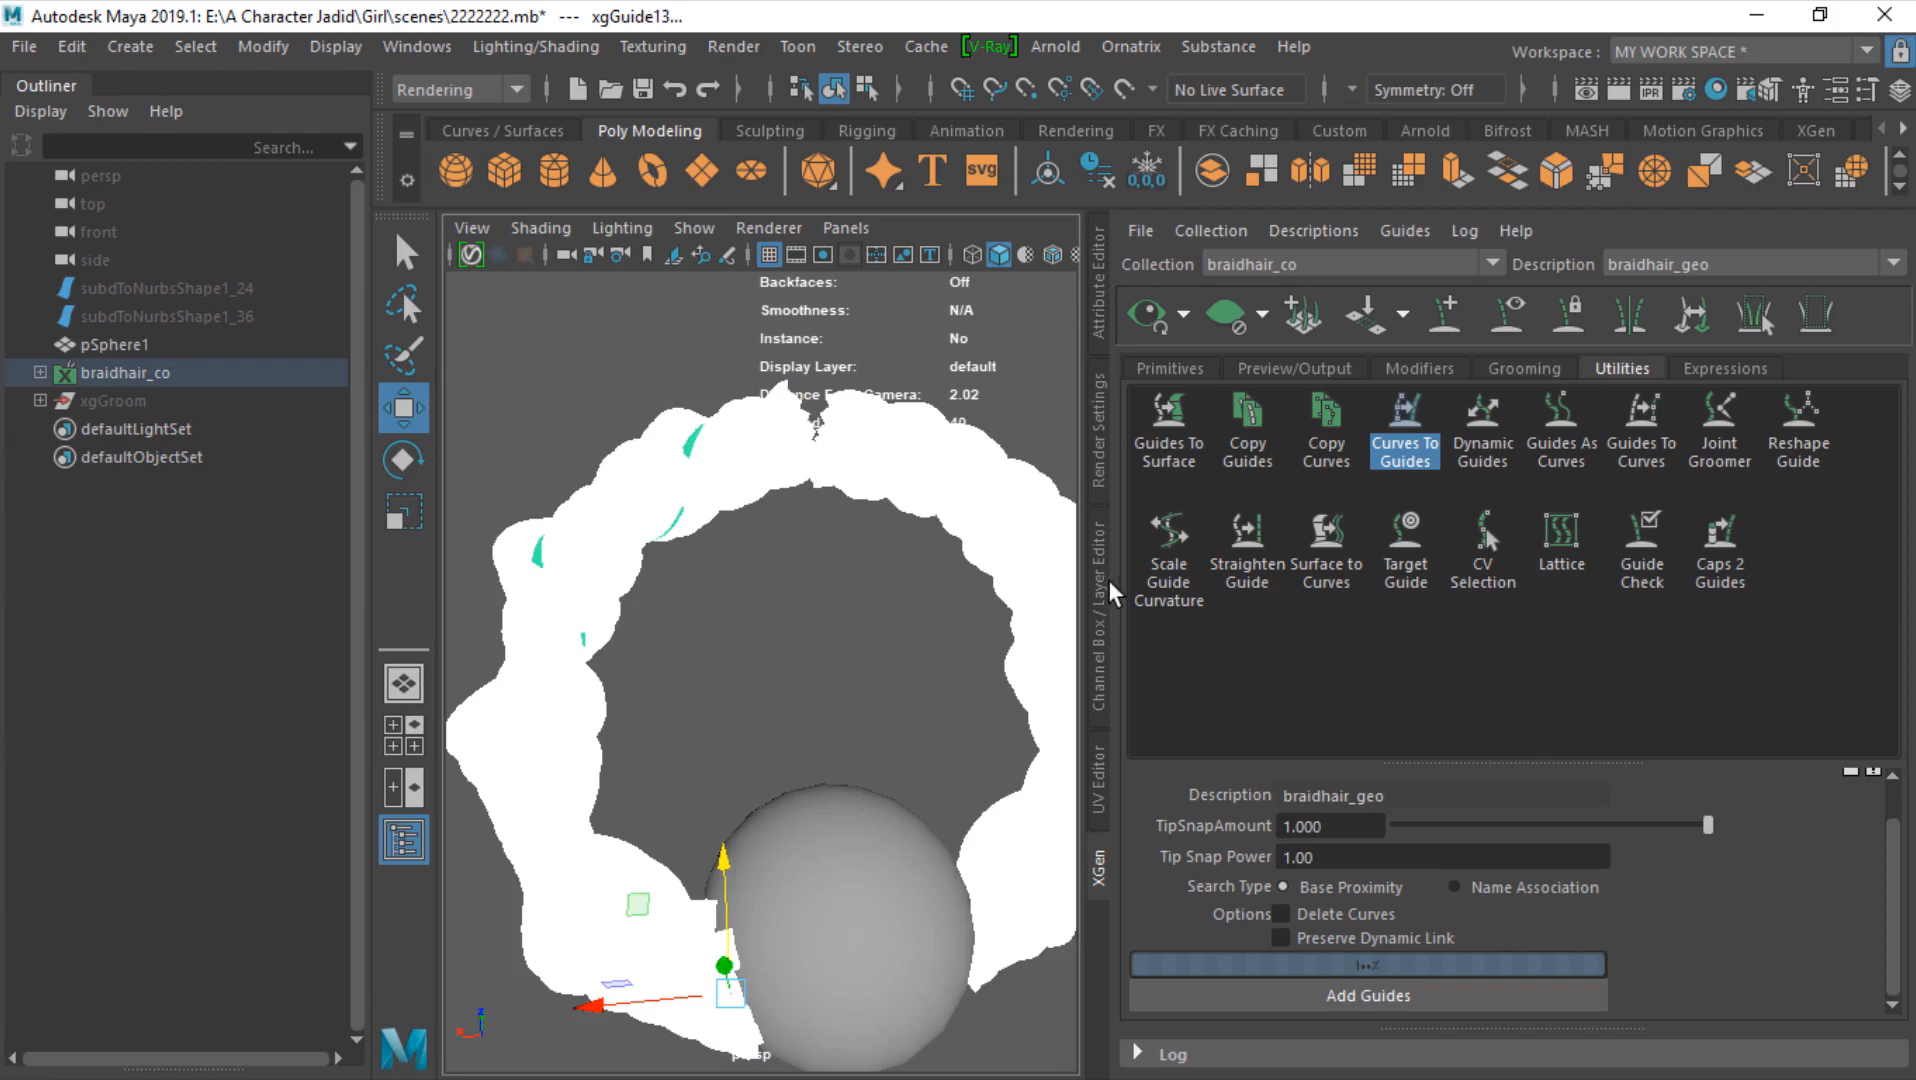 Autodesk Maya 2019.1: E:\A Character Jadid\Girl\scenes\2222222.mb* --- xgGuide13...
File Edit Create Select Modify Display Windows Lighting/Shading Texturing Render Toon Stereo Cache [V-Ray] Arnold Ornatrix Substance Help
Workspace : MY WORK SPACE *
Outliner
Display Show Help
Search...
persp
top
front
side
subdToNurbsShape1_24
subdToNurbsShape1_36
pSphere1
braidhair_co
xgGroom
defaultLightSet
defaultObjectSet
Rendering
No Live Surface
Symmetry: Off
IPR
Curves / Surfaces Poly Modeling Sculpting Rigging Animation Rendering FX FX Caching Custom Arnold Bifrost MASH Motion Graphics XGen
T
svg
0,0,0
View Shading Lighting Show Renderer Panels
Backfaces: Off
Smoothness: N/A
Instance: No
Display Layer: default
Camera: 2.02
persp
z
x
Attribute Editor
Render Settings
Channel Box / Layer Editor
UV Editor
XGen
File Collection Descriptions Guides Log Help
Collection braidhair_co Description braidhair_geo
Primitives Preview/Output Modifiers Grooming Utilities Expressions
Guides To Surface
Copy Guides
Copy Curves
Curves To Guides
Dynamic Guides
Guides As Curves
Guides To Curves
Joint Groomer
Reshape Guide
Scale Guide Curvature
Straighten Guide
Surface to Curves
Target Guide
CV Selection
Lattice
Guide Check
Caps 2 Guides
Description braidhair_geo
TipSnapAmount 1.000
Tip Snap Power 1.00
Search Type Base Proximity Name Association
Options Delete Curves
Preserve Dynamic Link
١٠٠٪
Add Guides
Log